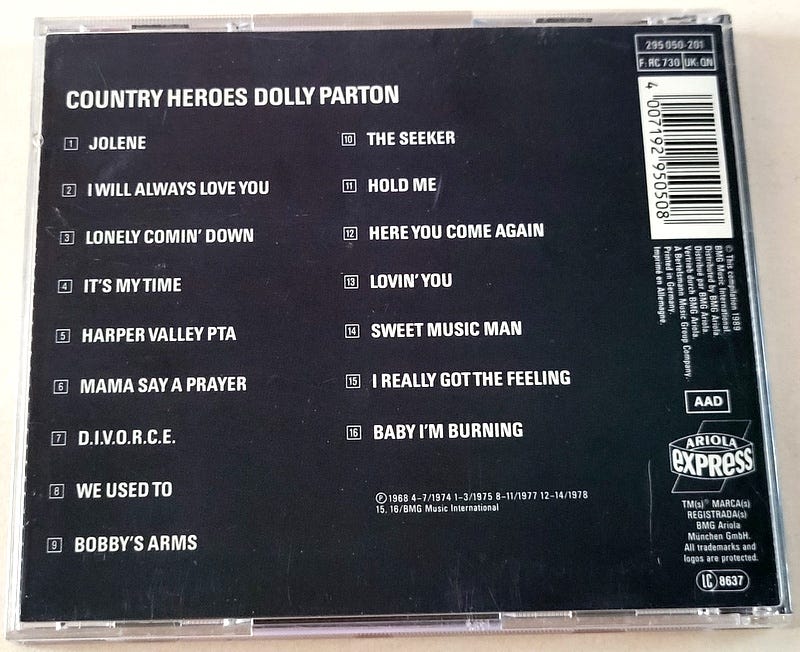 COUNTRY HEROES DOLLY PARTON
1 JOLENE
2 I WILL ALWAYS LOVE YOU
3 LONELY COMIN' DOWN
4 IT'S MY TIME
5 HARPER VALLEY PTA
6 MAMA SAY A PRAYER
7 D.I.V.O.R.C.E.
8 WE USED TO
9 BOBBY'S ARMS
10 THE SEEKER
11 HOLD ME
12 HERE YOU COME AGAIN
13 LOVIN' YOU
14 SWEET MUSIC MAN
15 I REALLY GOT THE FEELING
16 BABY I'M BURNING
Ⓟ 1968 4-7/1974 1-3/1975 8-11/1977 12-14/1978
15, 16/BMG Music International
295 050-201
F: RC 730 UK: QN
4 007192 950508
© This compilation 1989
BMG Music International.
Distributed by BMG Ariola.
Distribué par BMG Ariola.
Vertrieb durch BMG Ariola.
A Bertelsmann Music Group Company.
Printed in Germany.
Imprimé en Allemagne.
AAD
ARIOLA
EXPRESS
TM(s)® MARCA(s)
REGISTRADA(s)
BMG Ariola
München GmbH.
All trademarks and
logos are protected.
LC 8637